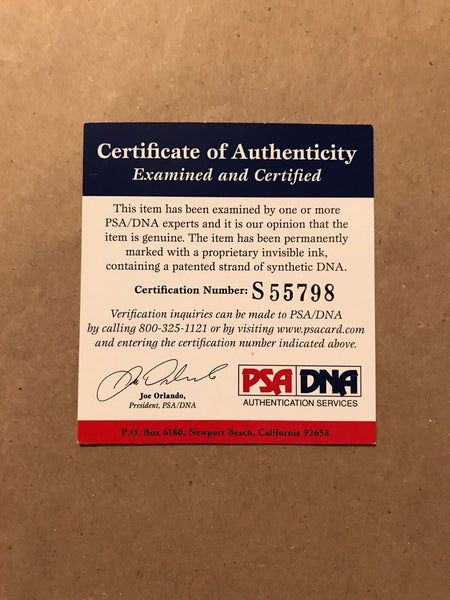 Certificate of Authenticity
Examined and Certified
This item has been examined by one or more
PSA/DNA experts and it is our opinion that the
item is genuine. The item has been permanently
marked with a proprietary invisible ink,
containing a patented strand of synthetic DNA.
Certification Number: S55798
Verification inquiries can be made to PSA/DNA
by calling 800-325-1121 or by visiting www.psacard.com
and entering the certification number indicated above.
Joe Orlando,
President, PSA/DNA
PSA DNA
AUTHENTICATION SERVICES
P.O. Box 6180, Newport Beach, California 92658